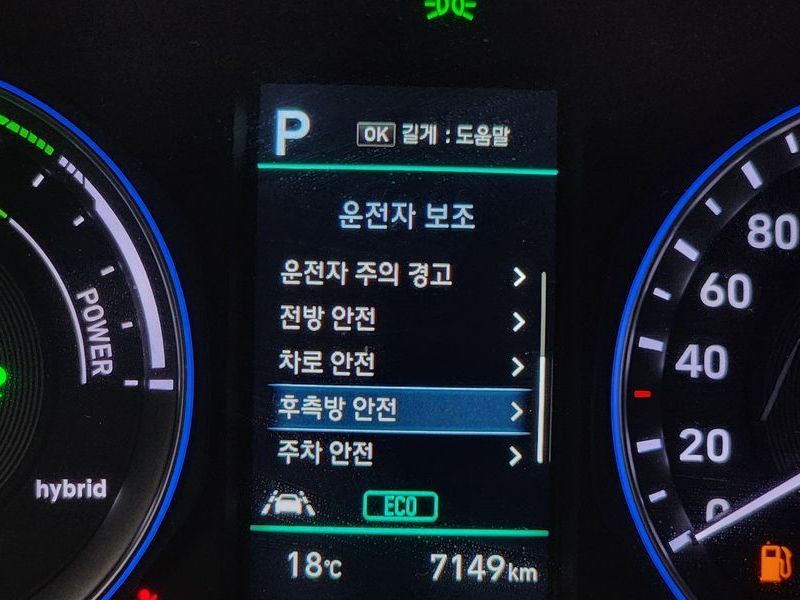 P OK 길게 : 도움말
운전자 보조
운전자 주의 경고
전방 안전
차로 안전
후측방 안전
주차 안전
ECO
18℃ 7149km
POWER
hybrid
80
60
40
20
0